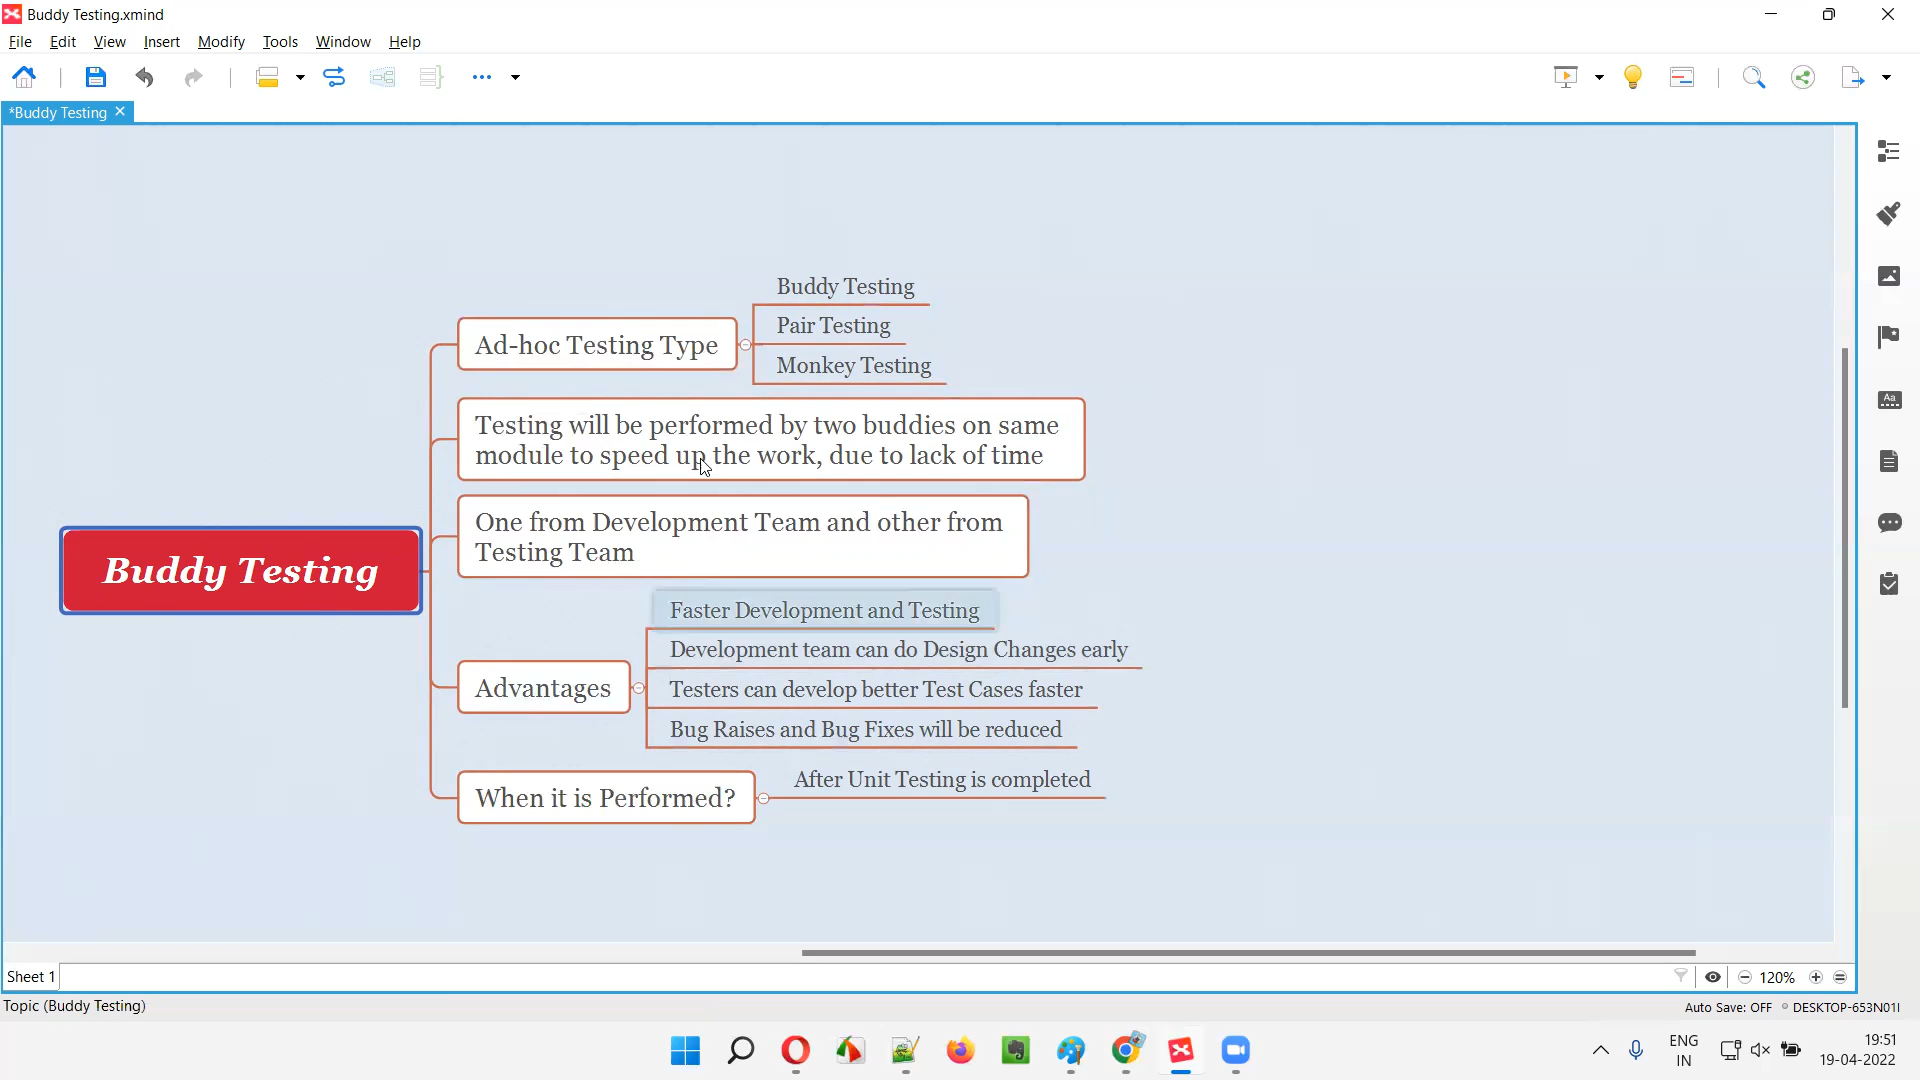 Buddy Testing.xmind
File Edit View Insert Modify Tools Window Help
*Buddy Testing
Buddy Testing
Ad-hoc Testing Type
Buddy Testing
Pair Testing
Monkey Testing
Testing will be performed by two buddies on same
module to speed up the work, due to lack of time
One from Development Team and other from
Testing Team
Advantages
Faster Development and Testing
Development team can do Design Changes early
Testers can develop better Test Cases faster
Bug Raises and Bug Fixes will be reduced
When it is Performed?
After Unit Testing is completed
Aa
Sheet 1
120%
Topic (Buddy Testing)
Auto Save: OFF DESKTOP-653N01I
ENG
IN
19:51
19-04-2022